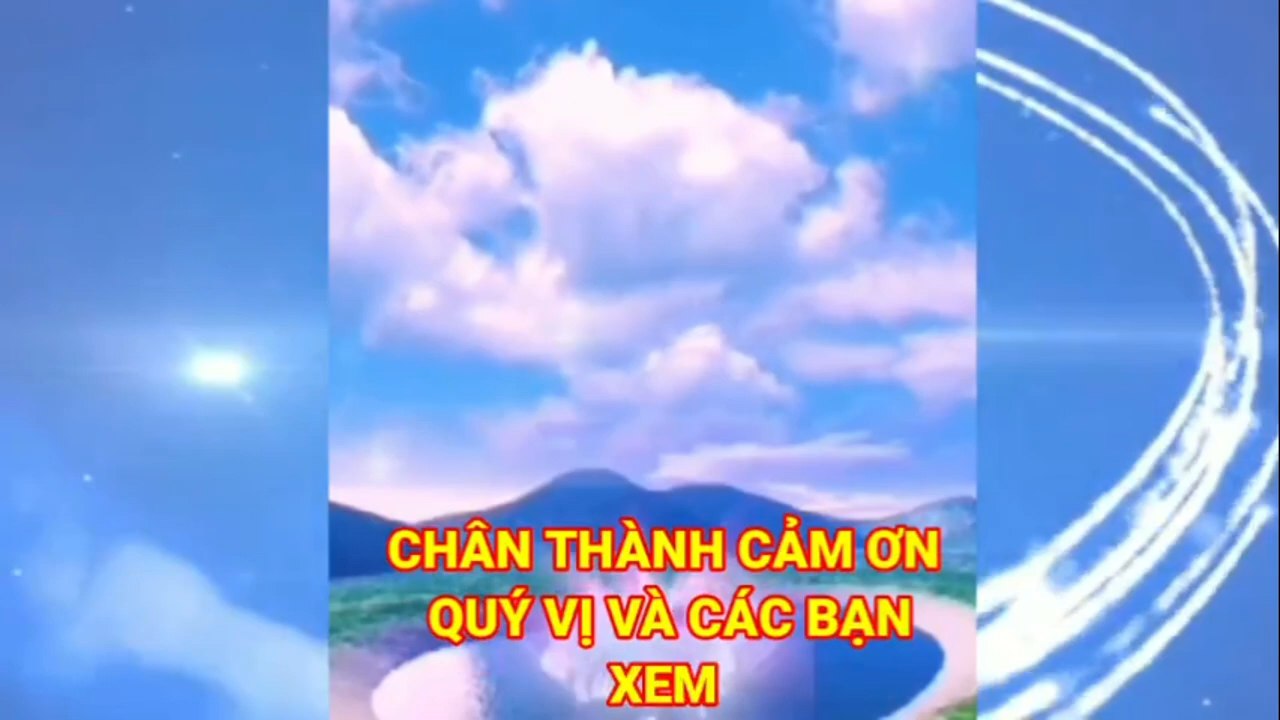 CHÂN THÀNH CẢM ƠN
QUÝ VỊ VÀ CÁC BẠN
XEM